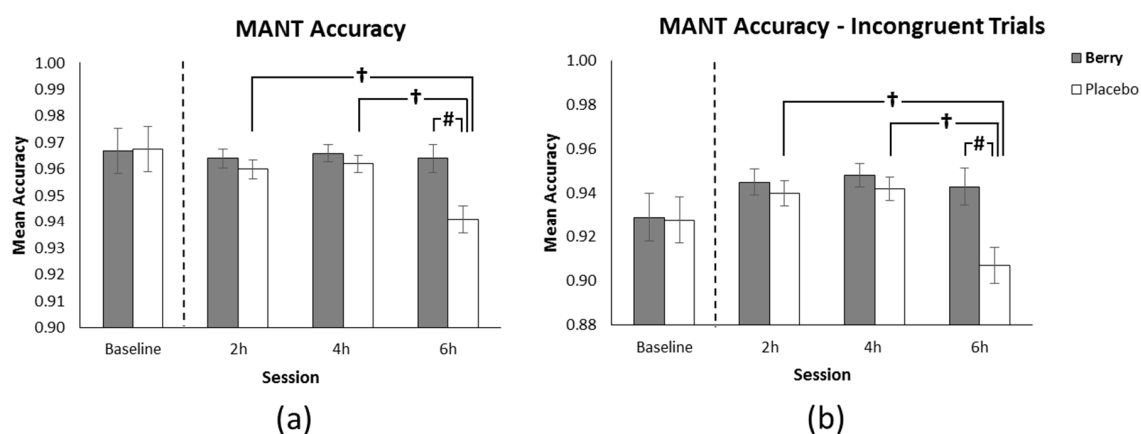 MANT Accuracy
1.00
0.99
0.98
0.97
0.96
0.95
0.94
0.93
0.92
0.91
0.90
Mean Accuracy
†
†
#
Baseline 2h 4h 6h
Session
(a)
MANT Accuracy - Incongruent Trials
1.00
0.98
0.96
0.94
0.92
0.90
0.88
Mean Accuracy
†
†
#
Baseline 2h 4h 6h
Session
(b)
Berry
Placebo